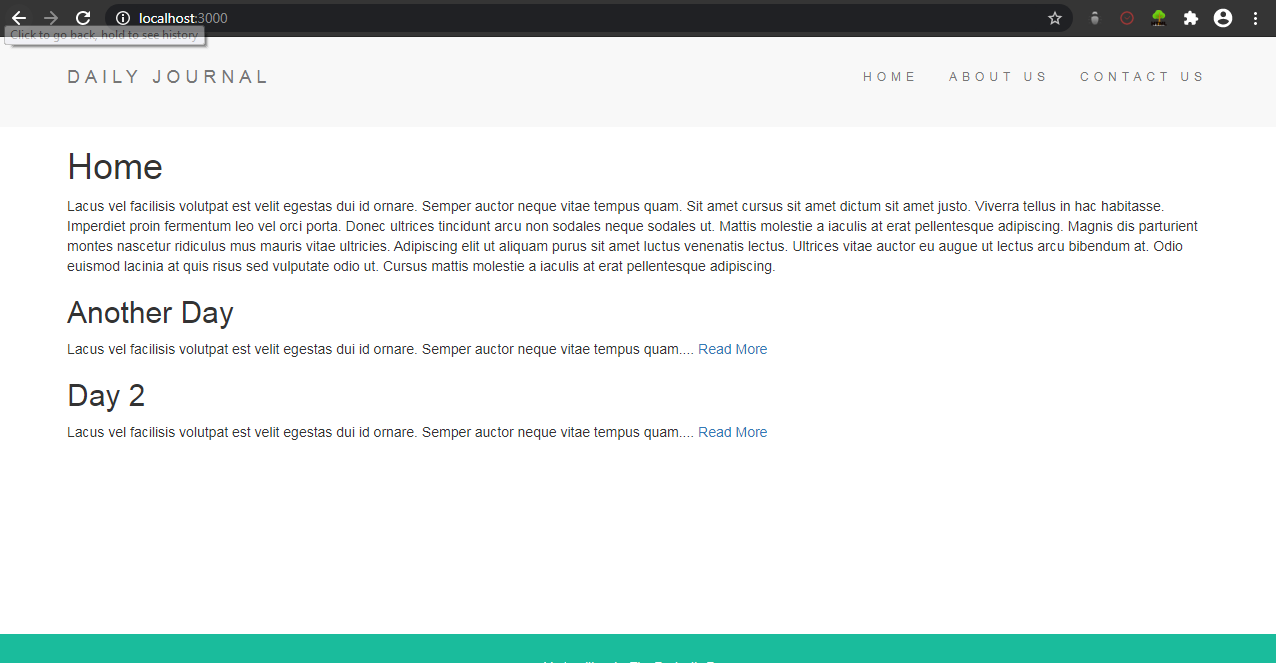 localhost:3000
Click to go back, hold to see history
DAILY JOURNAL
HOME
ABOUT US
CONTACT US
Home
Lacus vel facilisis volutpat est velit egestas dui id ornare. Semper auctor neque vitae tempus quam. Sit amet cursus sit amet dictum sit amet justo. Viverra tellus in hac habitasse.
Imperdiet proin fermentum leo vel orci porta. Donec ultrices tincidunt arcu non sodales neque sodales ut. Mattis molestie a iaculis at erat pellentesque adipiscing. Magnis dis parturient
montes nascetur ridiculus mus mauris vitae ultricies. Adipiscing elit ut aliquam purus sit amet luctus venenatis lectus. Ultrices vitae auctor eu augue ut lectus arcu bibendum at. Odio
euismod lacinia at quis risus sed vulputate odio ut. Cursus mattis molestie a iaculis at erat pellentesque adipiscing.
Another Day
Lacus vel facilisis volutpat est velit egestas dui id ornare. Semper auctor neque vitae tempus quam.... Read More
Day 2
Lacus vel facilisis volutpat est velit egestas dui id ornare. Semper auctor neque vitae tempus quam.... Read More